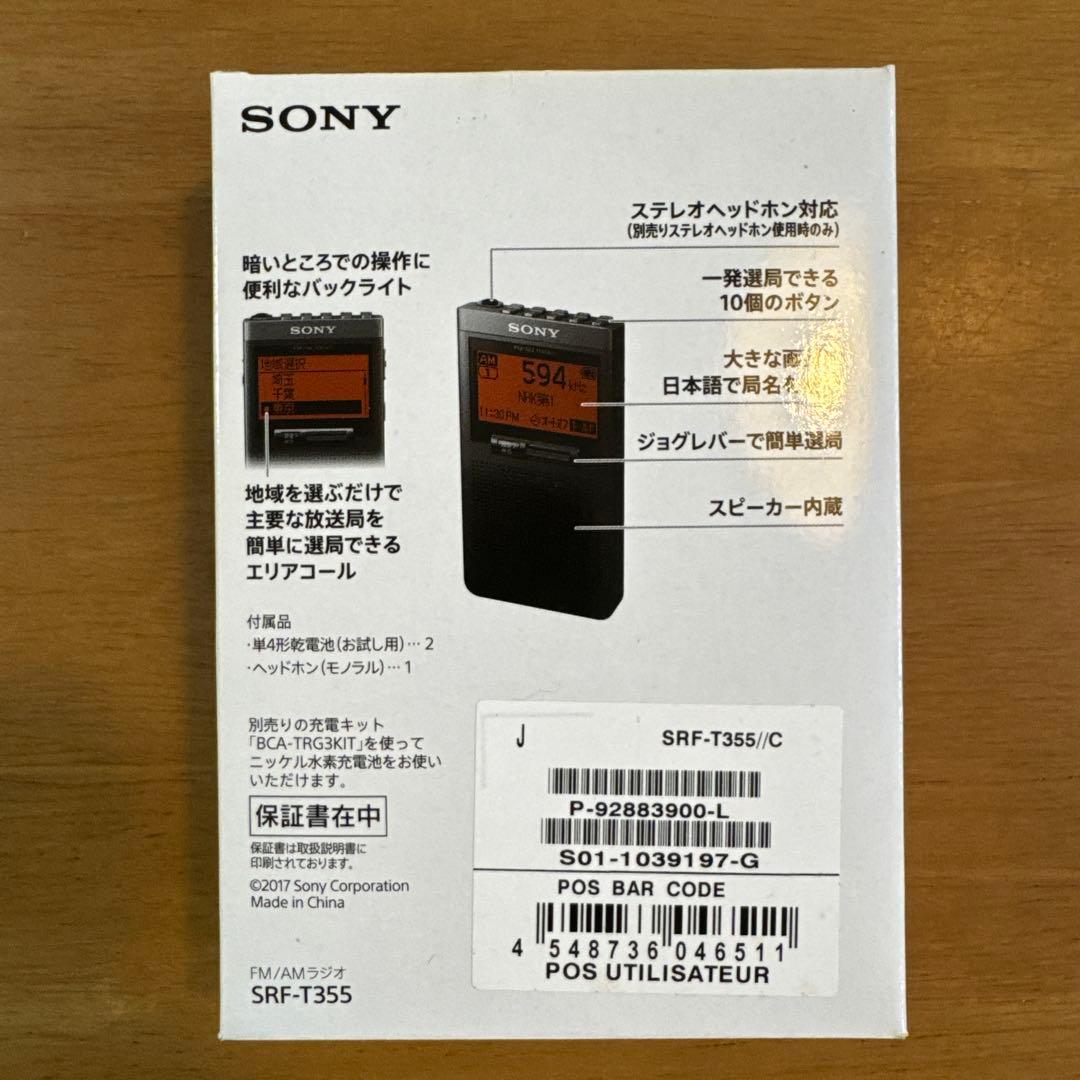 SONY
ステレオヘッドホン対応
(別売りステレオヘッドホン使用時のみ)
暗いところでの操作に
便利なバックライト
一発選局できる
10個のボタン
大きな
日本語で局名を
ジョグレバーで簡単選局
スピーカー内蔵
SONY
地域選択
埼玉
千葉
SONY
AM
1
594 kHz
NHK第1
11:30 PM
地域を選ぶだけで
主要な放送局を
簡単に選局できる
エリアコール
付属品
･単4形乾電池(お試し用)… 2
･ヘッドホン(モノラル)… 1
別売りの充電キット
「BCA-TRG3KIT」を使って
ニッケル水素充電池をお使い
いただけます。
保証書在中
保証書は取扱説明書に
印刷されております。
©2017 Sony Corporation
Made in China
FM/AMラジオ
SRF-T355
J SRF-T355//C
P-92883900-L
S01-1039197-G
POS BAR CODE
4 548736 046511
POS UTILISATEUR